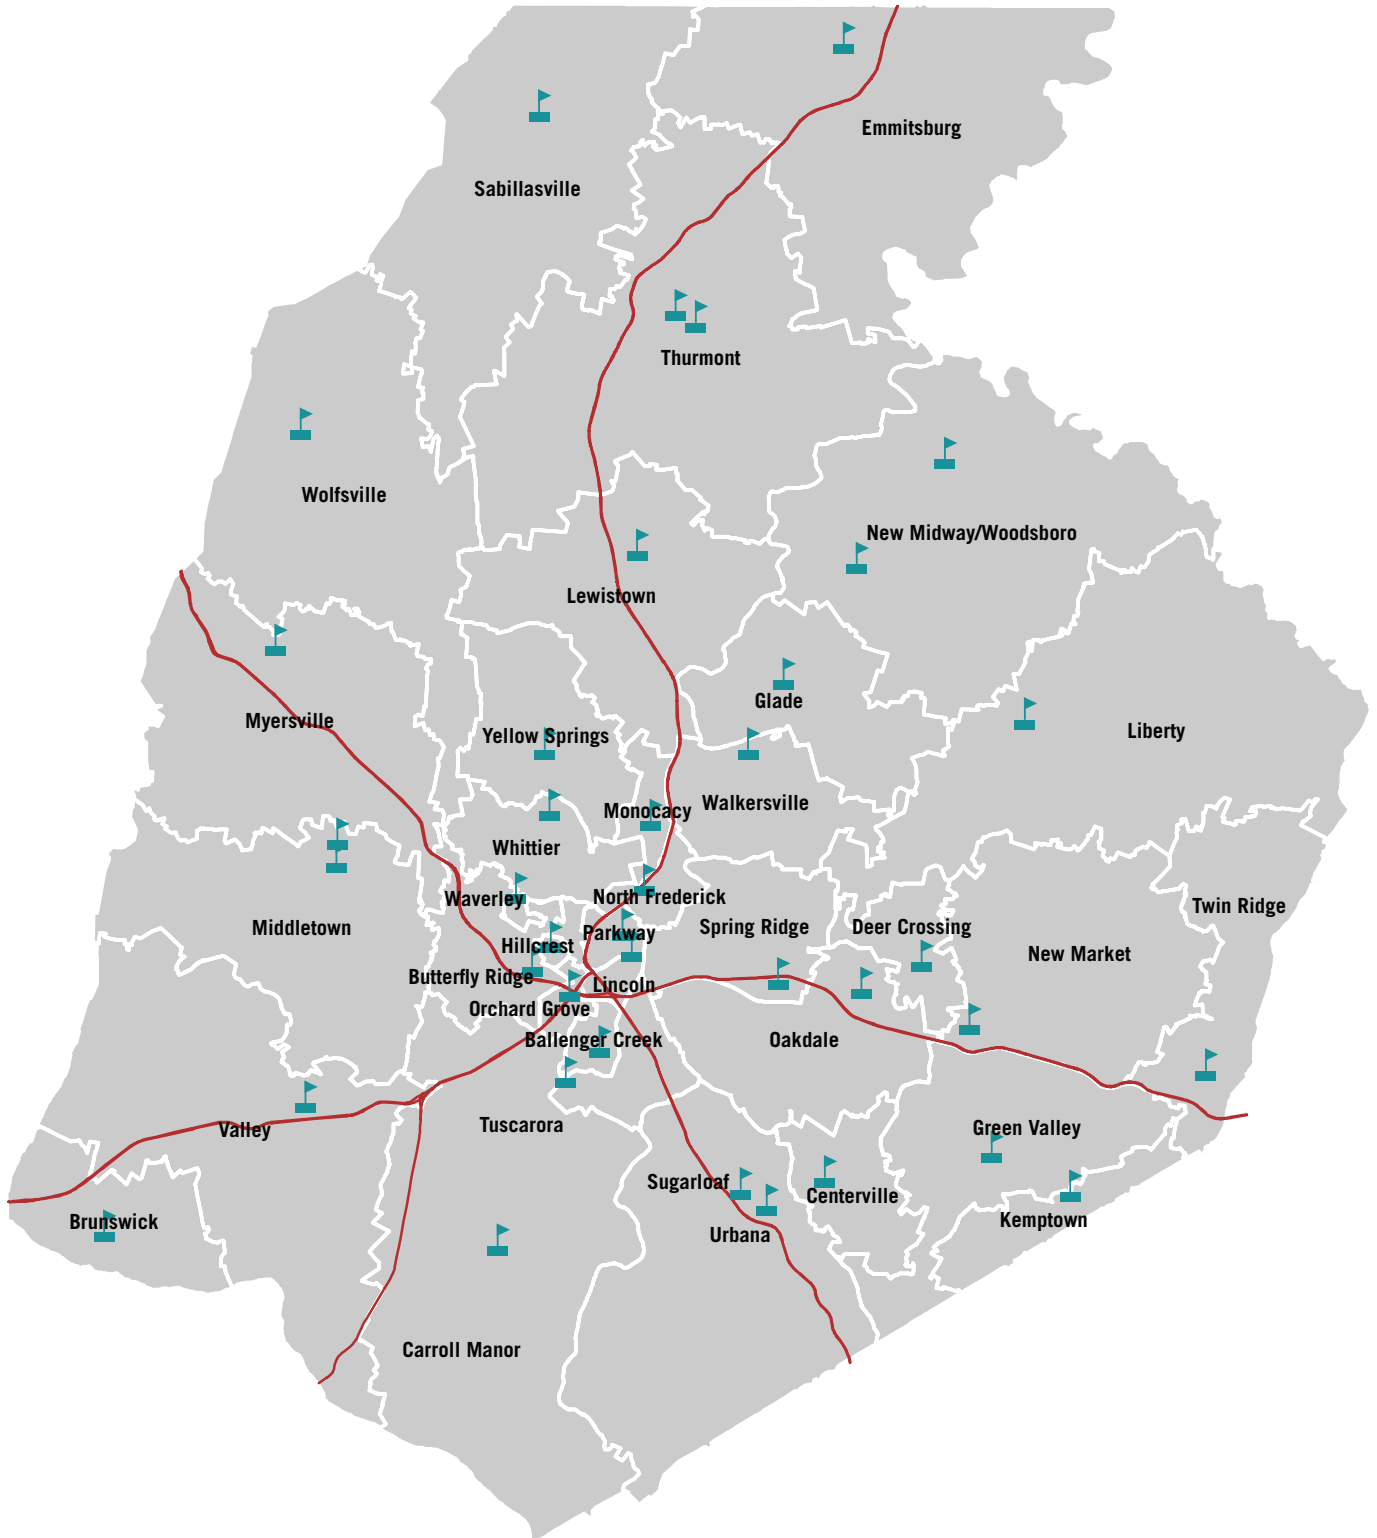 Emmitsburg
Sabillasville
Thurmont
Wolfsville
New Midway/Woodsboro
Lewistown
Glade
Myersville
Yellow Springs
Liberty
Walkersville
Monocacy
Whittier
Waverley
North Frederick
Twin Ridge
Middletown
Spring Ridge
Deer Crossing
Parkway
Hillcrest
New Market
Butterfly Ridge
Lincoln
Orchard Grove
Ballenger Creek
Oakdale
Tuscarora
Green Valley
Valley
Sugarloaf
Centerville
Brunswick
Kemptown
Urbana
Carroll Manor